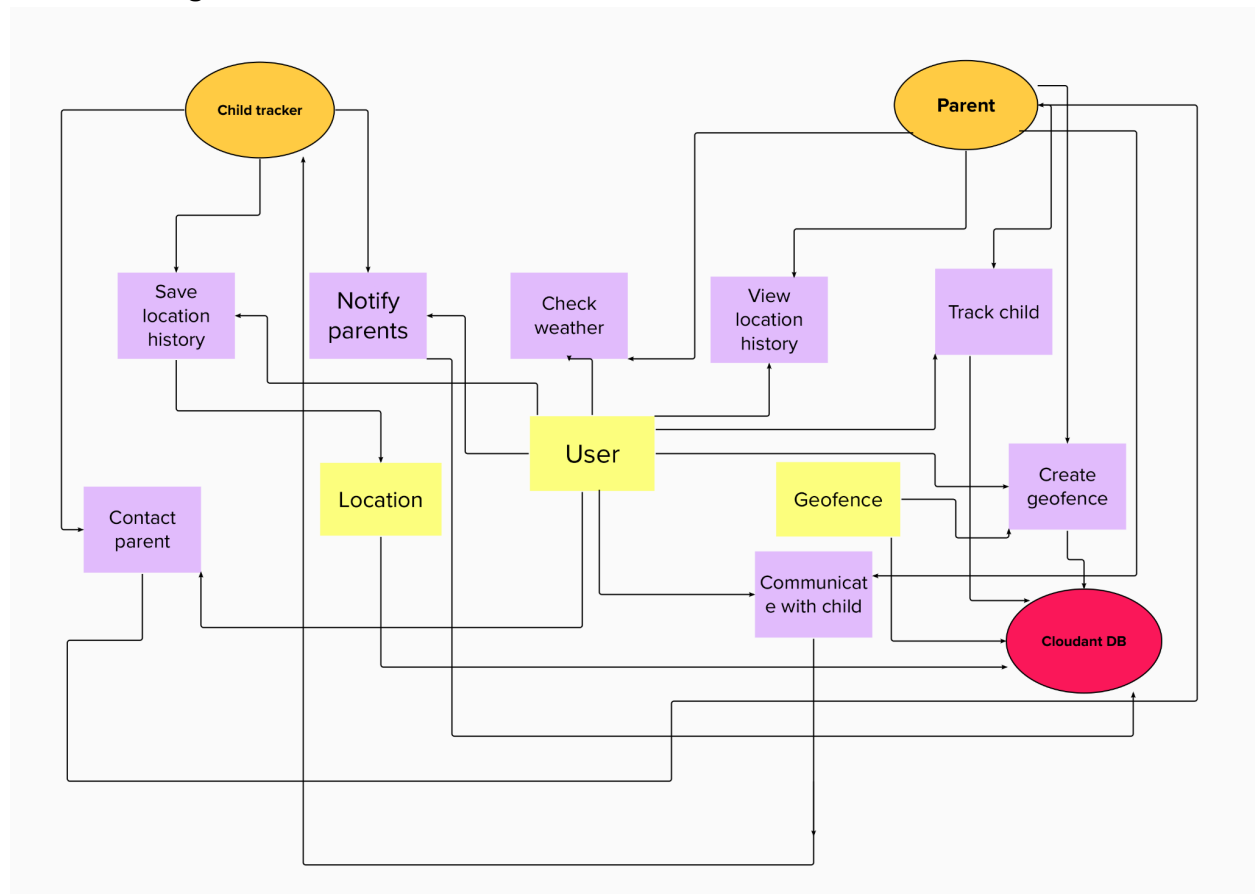 Child tracker
Parent
Save
location
history
Notify
parents
Check
weather
View
location
history
Track child
User
Location
Geofence
Create
geofence
Contact
parent
Communicat
e with child
Cloudant DB